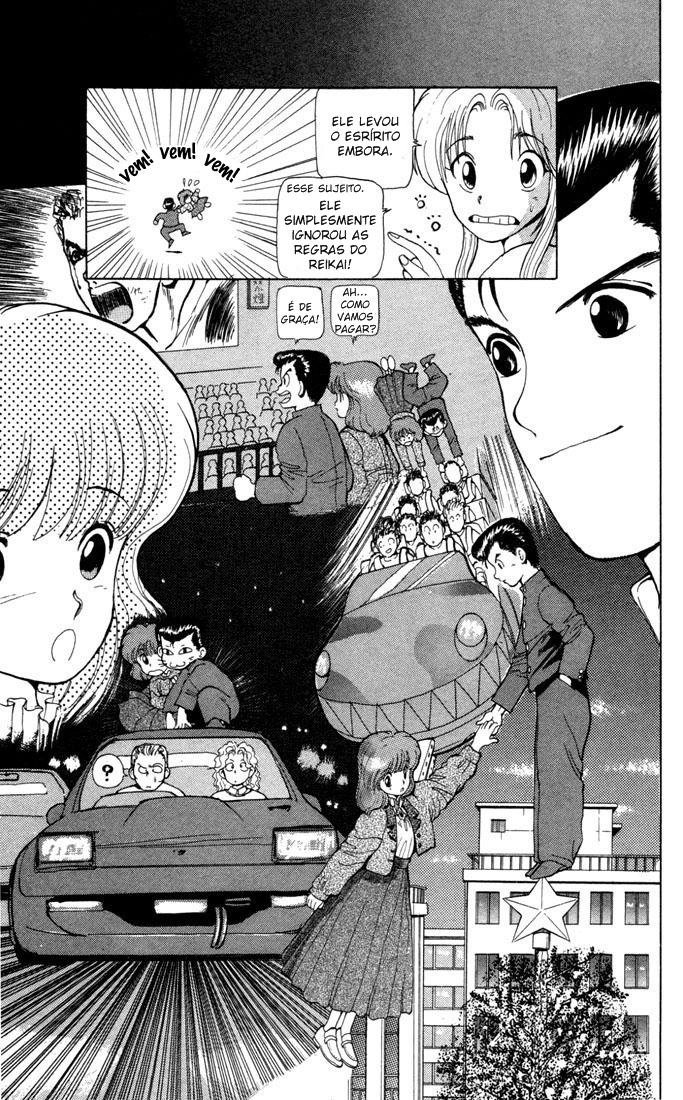 ELE LEVOU
O ESRÍRITO
EMBORA.
ESSE SUJEITO.
ELE
SIMPLESMENTE
IGNOROU AS
REGRAS DO
REIKAI!
VEM! VEM! VEM!
AH...
COMO
VAMOS
PAGAR?
É DE
GRAÇA!
?